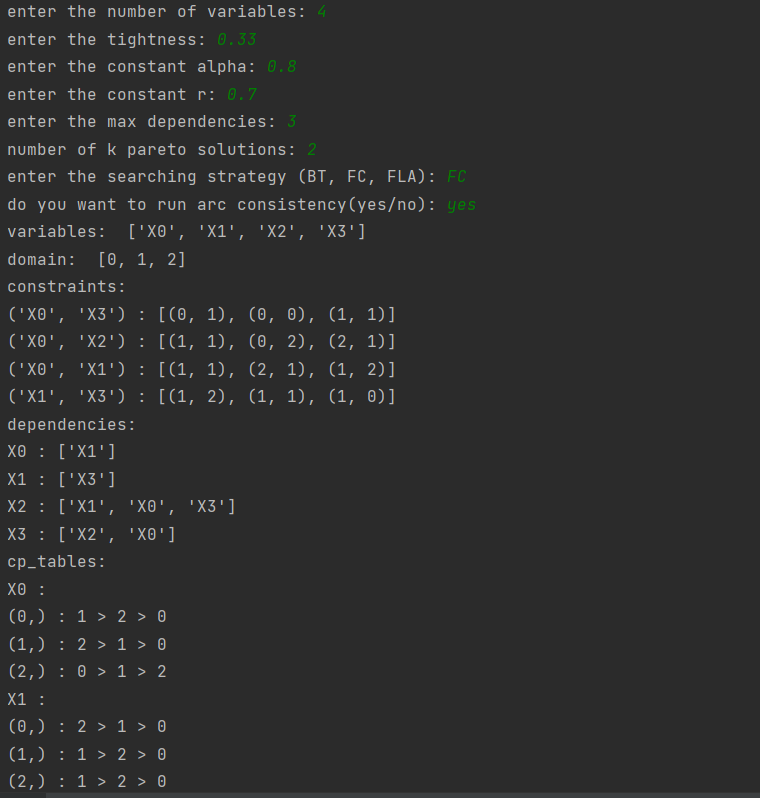 enter the number of variables: 4
enter the tightness: 0.33
enter the constant alpha: 0.8
enter the constant r: 0.7
enter the max dependencies: 3
number of k pareto solutions: 2
enter the searching strategy (BT, FC, FLA): FC
do you want to run arc consistency(yes/no): yes
variables:  ['X0', 'X1', 'X2', 'X3']
domain:  [0, 1, 2]
constraints:
('X0', 'X3') : [(0, 1), (0, 0), (1, 1)]
('X0', 'X2') : [(1, 1), (0, 2), (2, 1)]
('X0', 'X1') : [(1, 1), (2, 1), (1, 2)]
('X1', 'X3') : [(1, 2), (1, 1), (1, 0)]
dependencies:
X0 : ['X1']
X1 : ['X3']
X2 : ['X1', 'X0', 'X3']
X3 : ['X2', 'X0']
cp_tables:
X0 :
(0,) : 1 > 2 > 0
(1,) : 2 > 1 > 0
(2,) : 0 > 1 > 2
X1 :
(0,) : 2 > 1 > 0
(1,) : 1 > 2 > 0
(2,) : 1 > 2 > 0